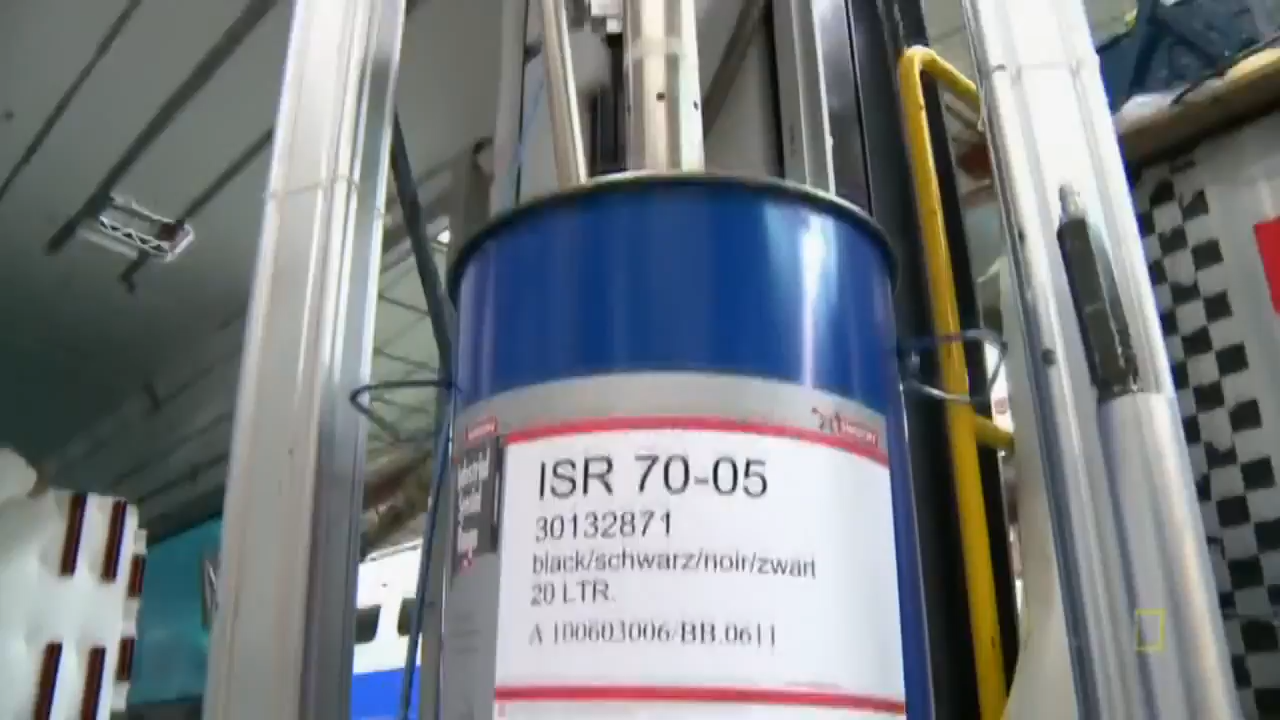 ISR 70-05
30132871
black/schwarz/noir/zwart
20 LTR.
A 100603006/BB.0611